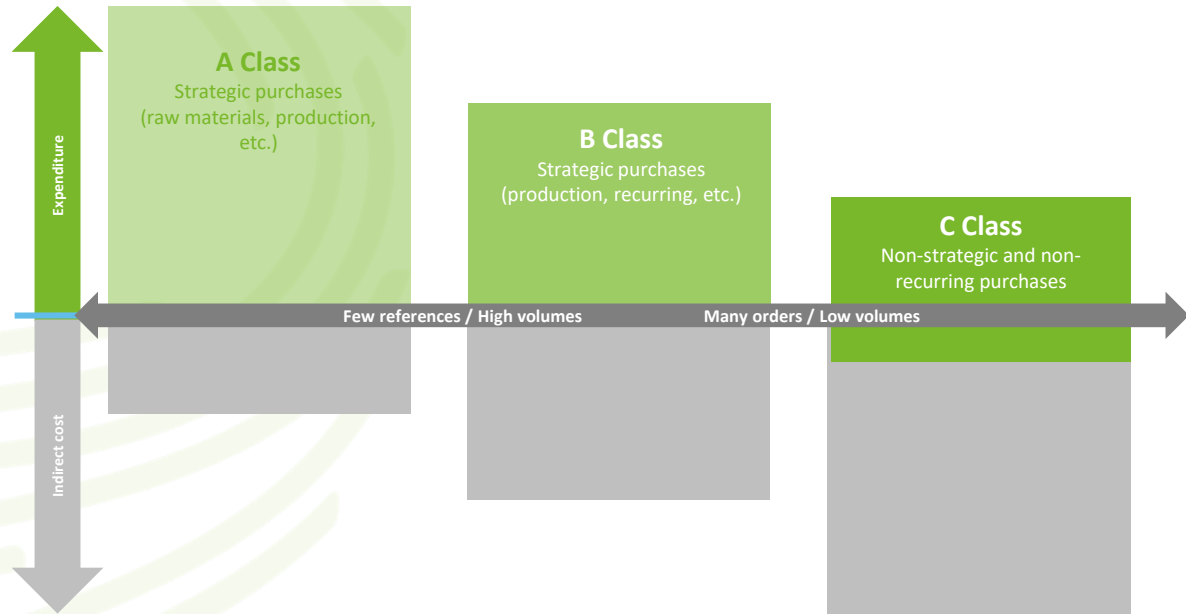 A Class
Strategic purchases
(raw materials, production,
etc.)
B Class
Strategic purchases
(production, recurring, etc.)
C Class
Non-strategic and non-
recurring purchases
Expenditure
Few references / High volumes
Many orders / Low volumes
Indirect cost